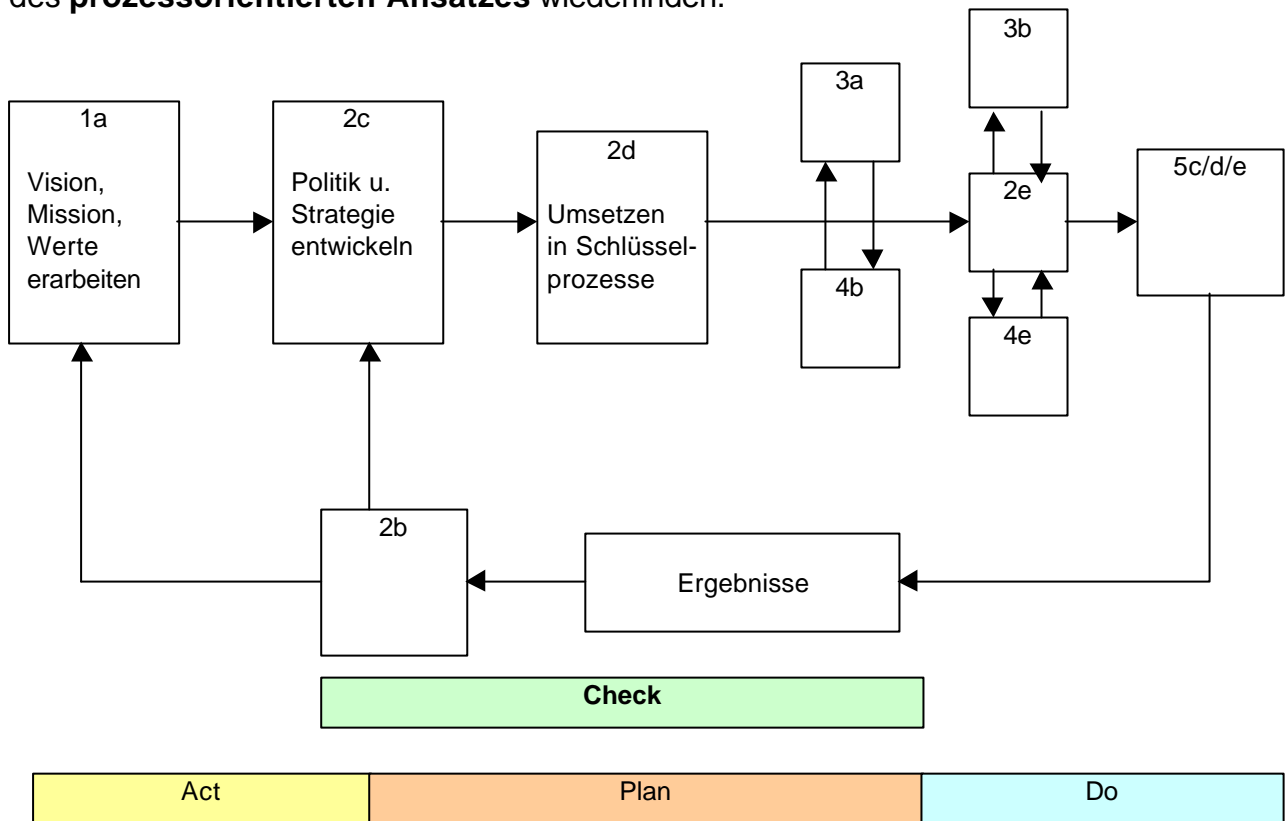 des prozessorientierten Ansatzes wiederfinden.
3b
3a
1a
2c
2d
5c/d/e
Vision,
Mission,
Werte
erarbeiten
Politik u.
Strategie
entwickeln
Umsetzen
in Schlüssel-
prozesse
2e
4b
4e
2b
Ergebnisse
Check
Act
Plan
Do